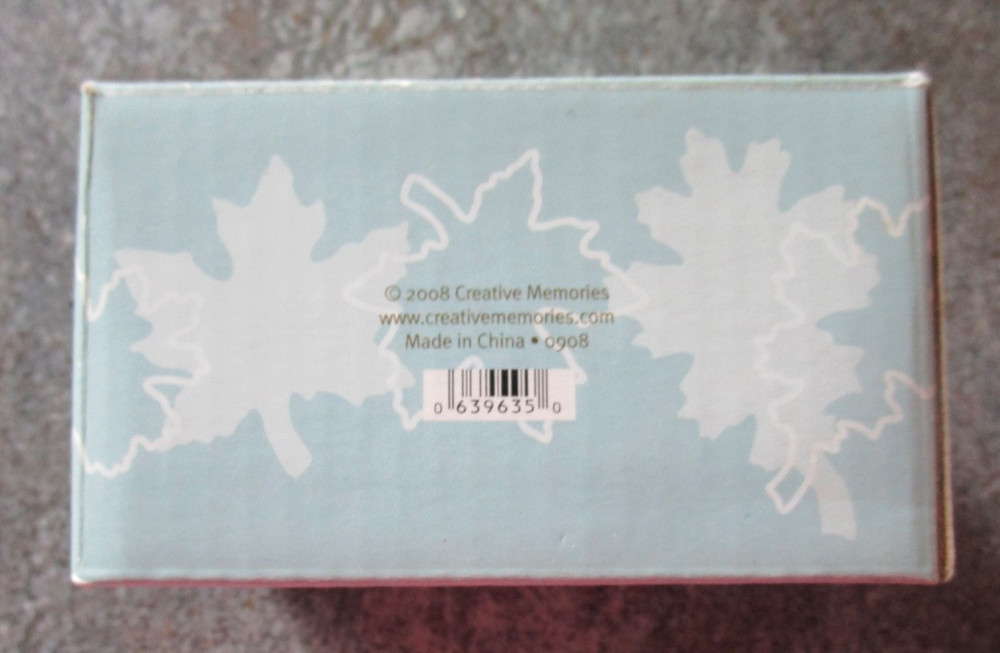 © 2008 Creative Memories
www.creativememories.com
Made in China • 0908
0 639635 0